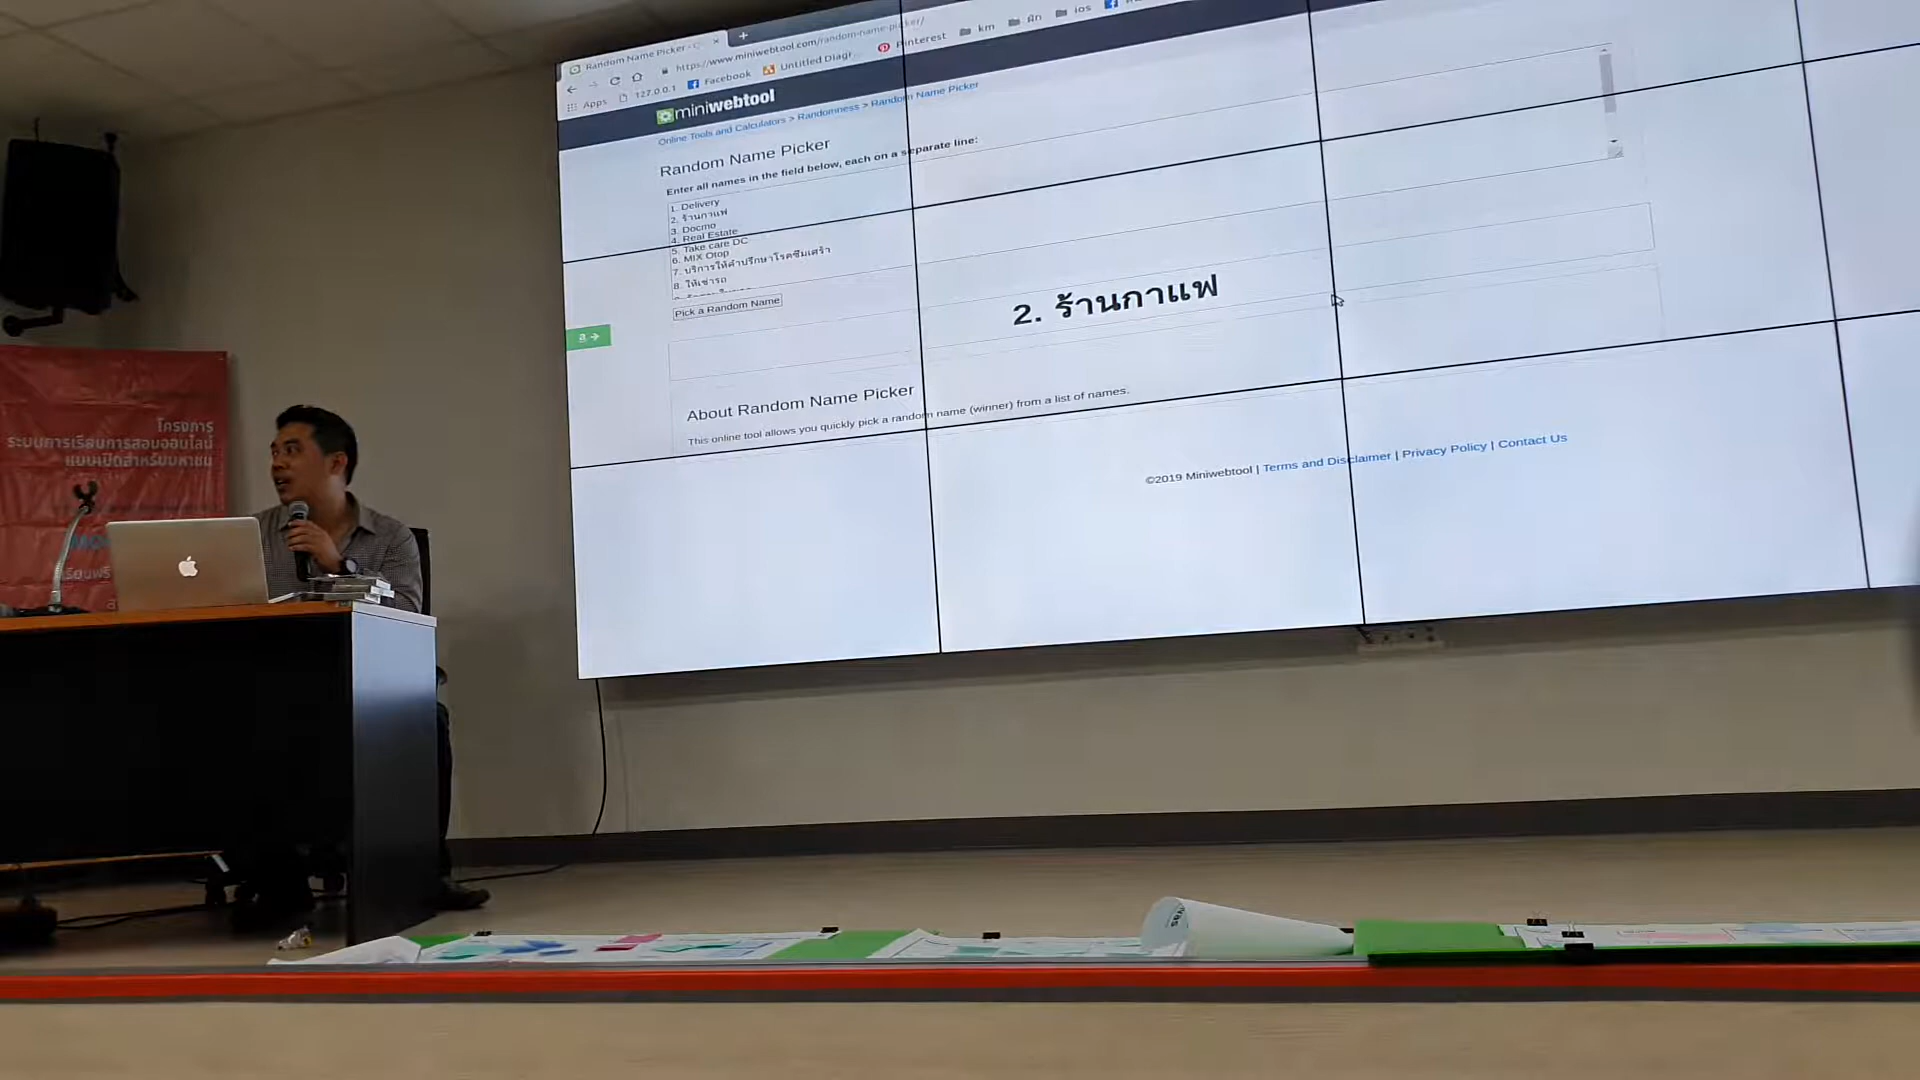 Random Name Picker - C
https://www.miniwebtool.com/random-name-picker/
Apps 127.0.0.1 Facebook Untitled Diagr... Pinterest km ผัก ios
miniwebtool
Online Tools and Calculators > Randomness > Random Name Picker
Random Name Picker
Enter all names in the field below, each on a separate line:
1. Delivery
2. ร้านกาแฟ
3. Docmo
4. Real Estate
5. Take care DC
6. MIX Otop
7. บริการให้คำปรึกษาโรคซึมเศร้า
8. ให้เช่ารถ
Pick a Random Name
2. ร้านกาแฟ
a
About Random Name Picker
This online tool allows you quickly pick a random name (winner) from a list of names.
©2019 Miniwebtool | Terms and Disclaimer | Privacy Policy | Contact Us
โครงการ
ระบบการเรียนการสอนออนไลน์
แบบเปิดสำหรับมหาชน
เรียนฟรี